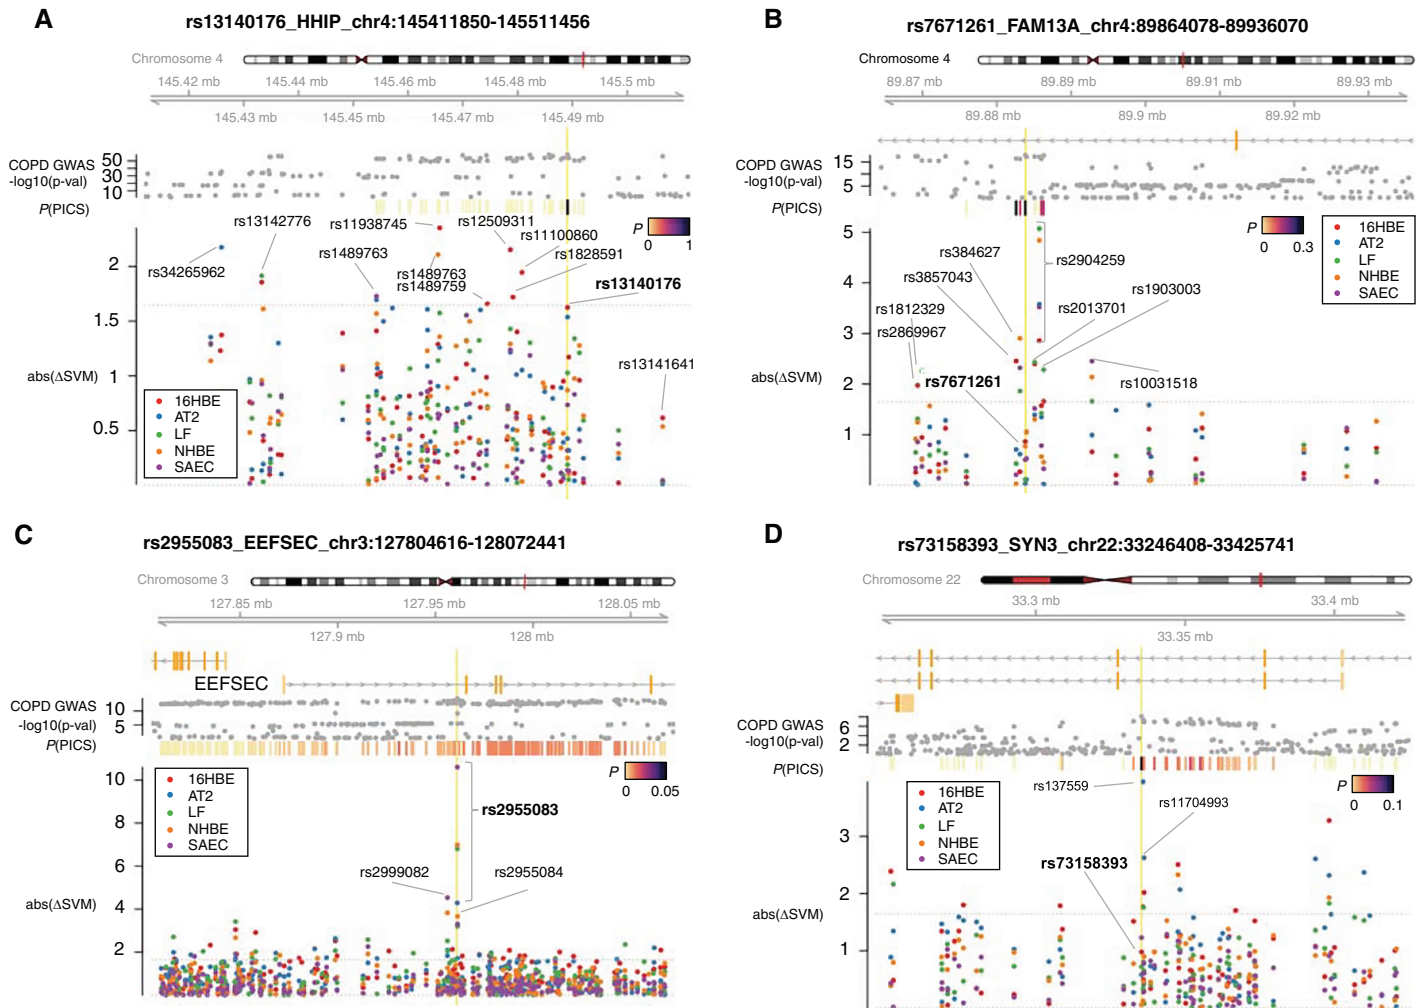 A
rs13140176_HHIP_chr4:145411850-145511456
Chromosome 4
145.42 mb 145.44 mb 145.46 mb 145.48 mb 145.5 mb
145.43 mb 145.45 mb 145.47 mb 145.49 mb
COPD GWAS
-log10(p-val)
50
30
10
P(PICS)
P
0 1
rs13142776
rs34265962
rs11938745
rs1489763
rs1489763
rs1489759
rs12509311
rs11100860
rs1828591
rs13140176
rs13141641
2
1.5
1
0.5
abs(ΔSVM)
16HBE
AT2
LF
NHBE
SAEC
B
rs7671261_FAM13A_chr4:89864078-89936070
Chromosome 4
89.87 mb 89.89 mb 89.91 mb 89.93 mb
89.88 mb 89.9 mb 89.92 mb
COPD GWAS
-log10(p-val)
15
5
P(PICS)
P
0 0.3
16HBE
AT2
LF
NHBE
SAEC
5
4
3
2
1
abs(ΔSVM)
rs384627
rs3857043
rs1812329
rs2869967
rs7671261
rs2904259
rs1903003
rs2013701
rs10031518
C
rs2955083_EEFSEC_chr3:127804616-128072441
Chromosome 3
127.85 mb 127.95 mb 128.05 mb
127.9 mb 128 mb
EEFSEC
COPD GWAS
-log10(p-val)
10
5
P(PICS)
P
0 0.05
16HBE
AT2
LF
NHBE
SAEC
10
8
6
4
2
abs(ΔSVM)
rs2955083
rs2999082
rs2955084
D
rs73158393_SYN3_chr22:33246408-33425741
Chromosome 22
33.3 mb 33.4 mb
33.35 mb
COPD GWAS
-log10(p-val)
6
2
P(PICS)
P
0 0.1
16HBE
AT2
LF
NHBE
SAEC
rs137559
rs11704993
rs73158393
3
2
1
abs(ΔSVM)